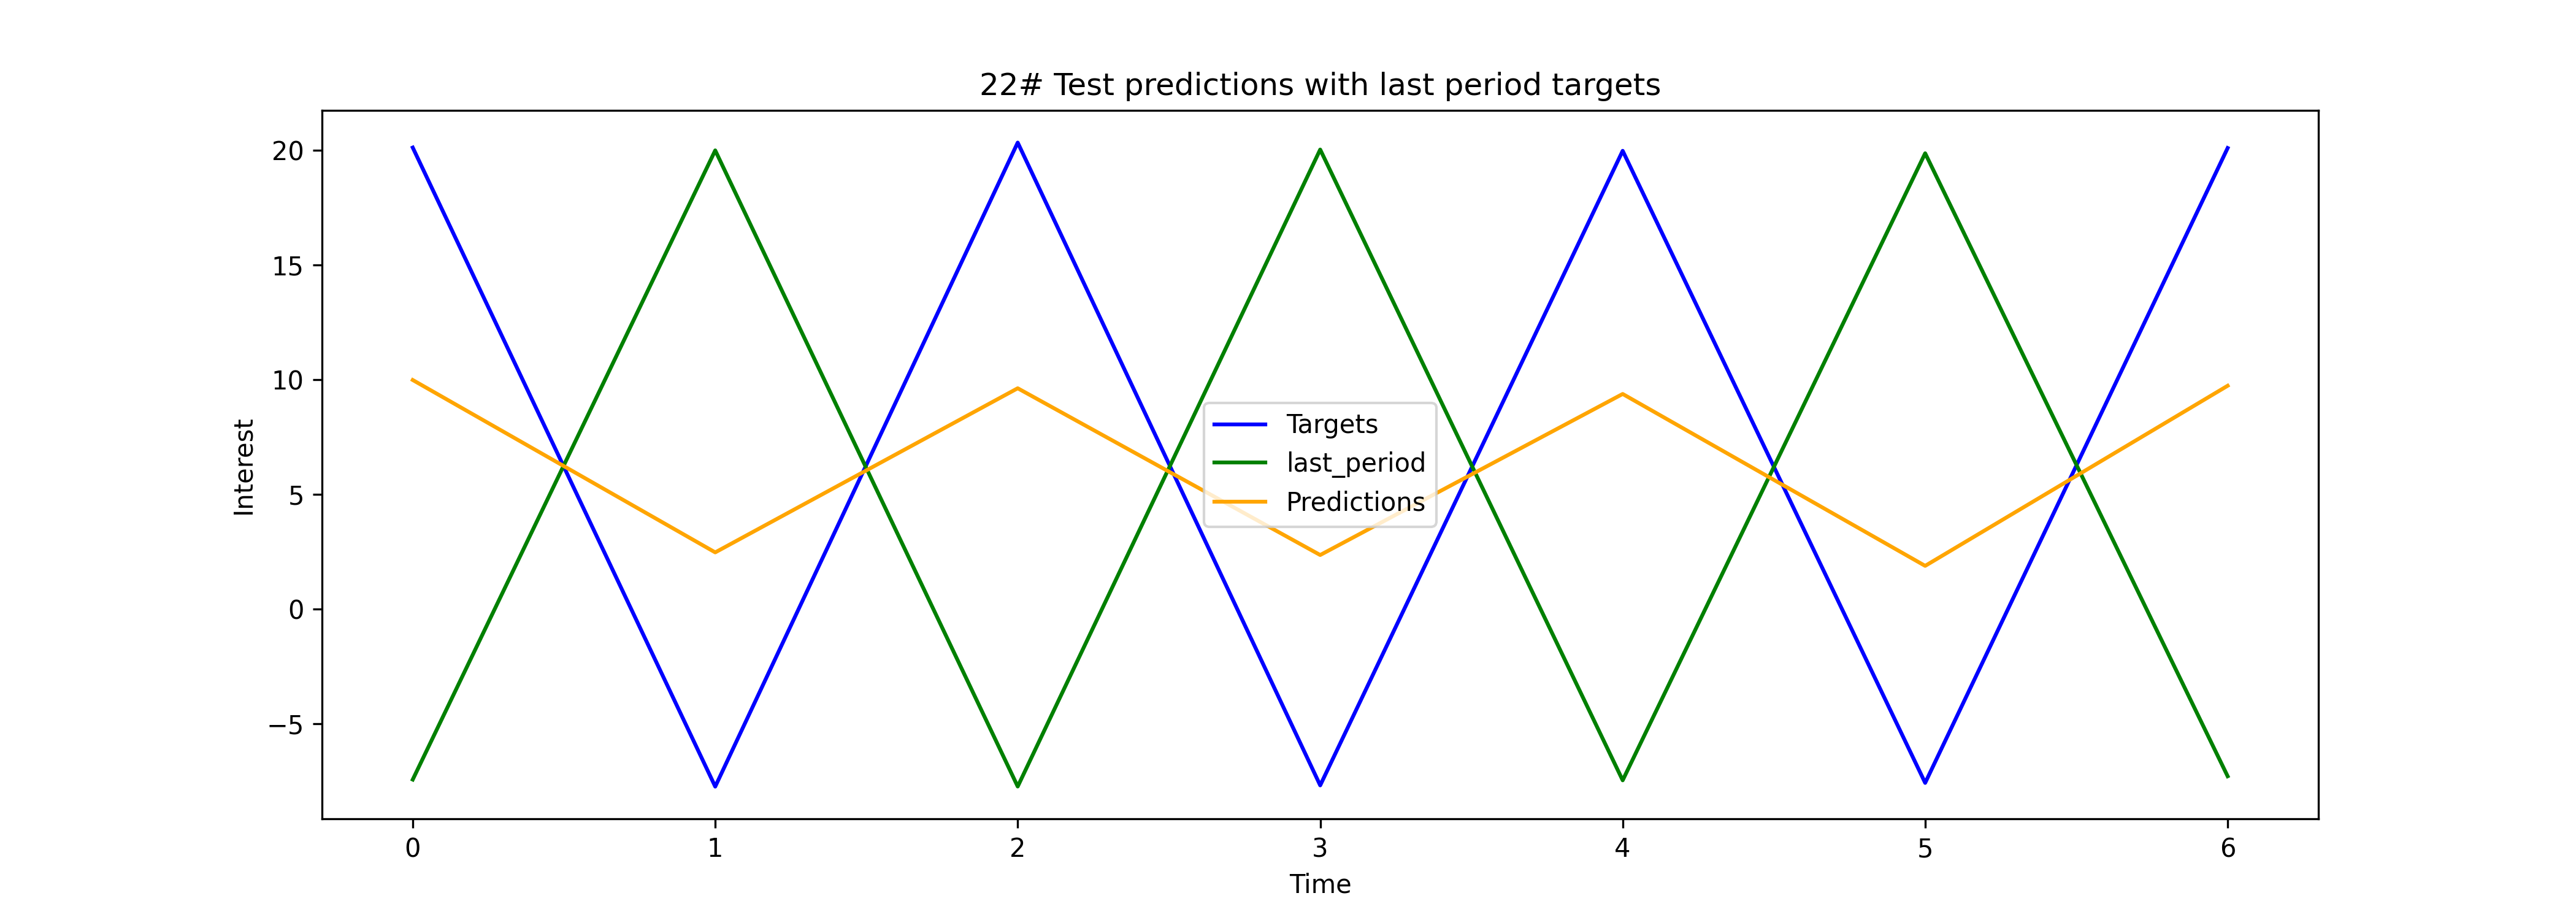 22# Test predictions with last period targets
Interest
20
15
10
5
0
−5
Targets
last_period
Predictions
0 1 2 3 4 5 6
Time